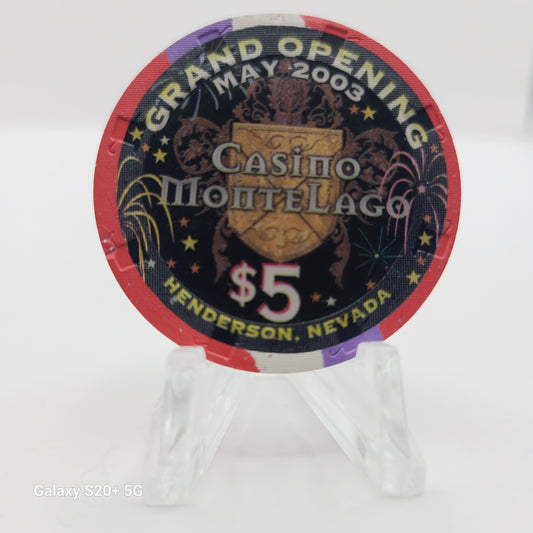 GRAND OPENING
MAY 2003
CASINO
MONTELAGO
$5
HENDERSON, NEVADA
Galaxy S20+ 5G